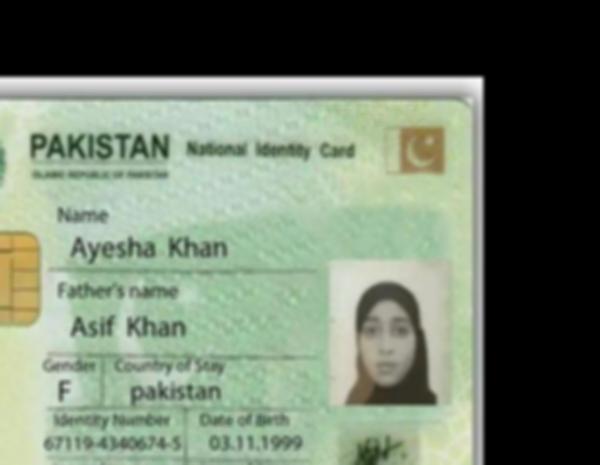 PAKISTAN National Identity Card
ISLAMIC REPUBLIC OF PAKISTAN
Name
Ayesha Khan
Father's name
Asif Khan
Gender Country of Stay
F pakistan
Identity Number Date of Birth
67119-4340674-5 03.11.1999